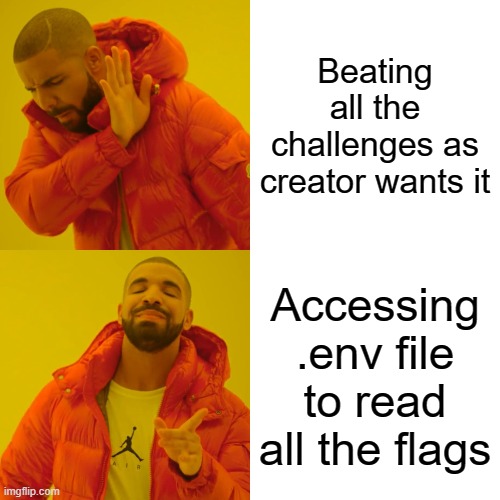 Beating
all the
challenges as
creator wants it
Accessing
.env file
to read
all the flags
imgflip.com